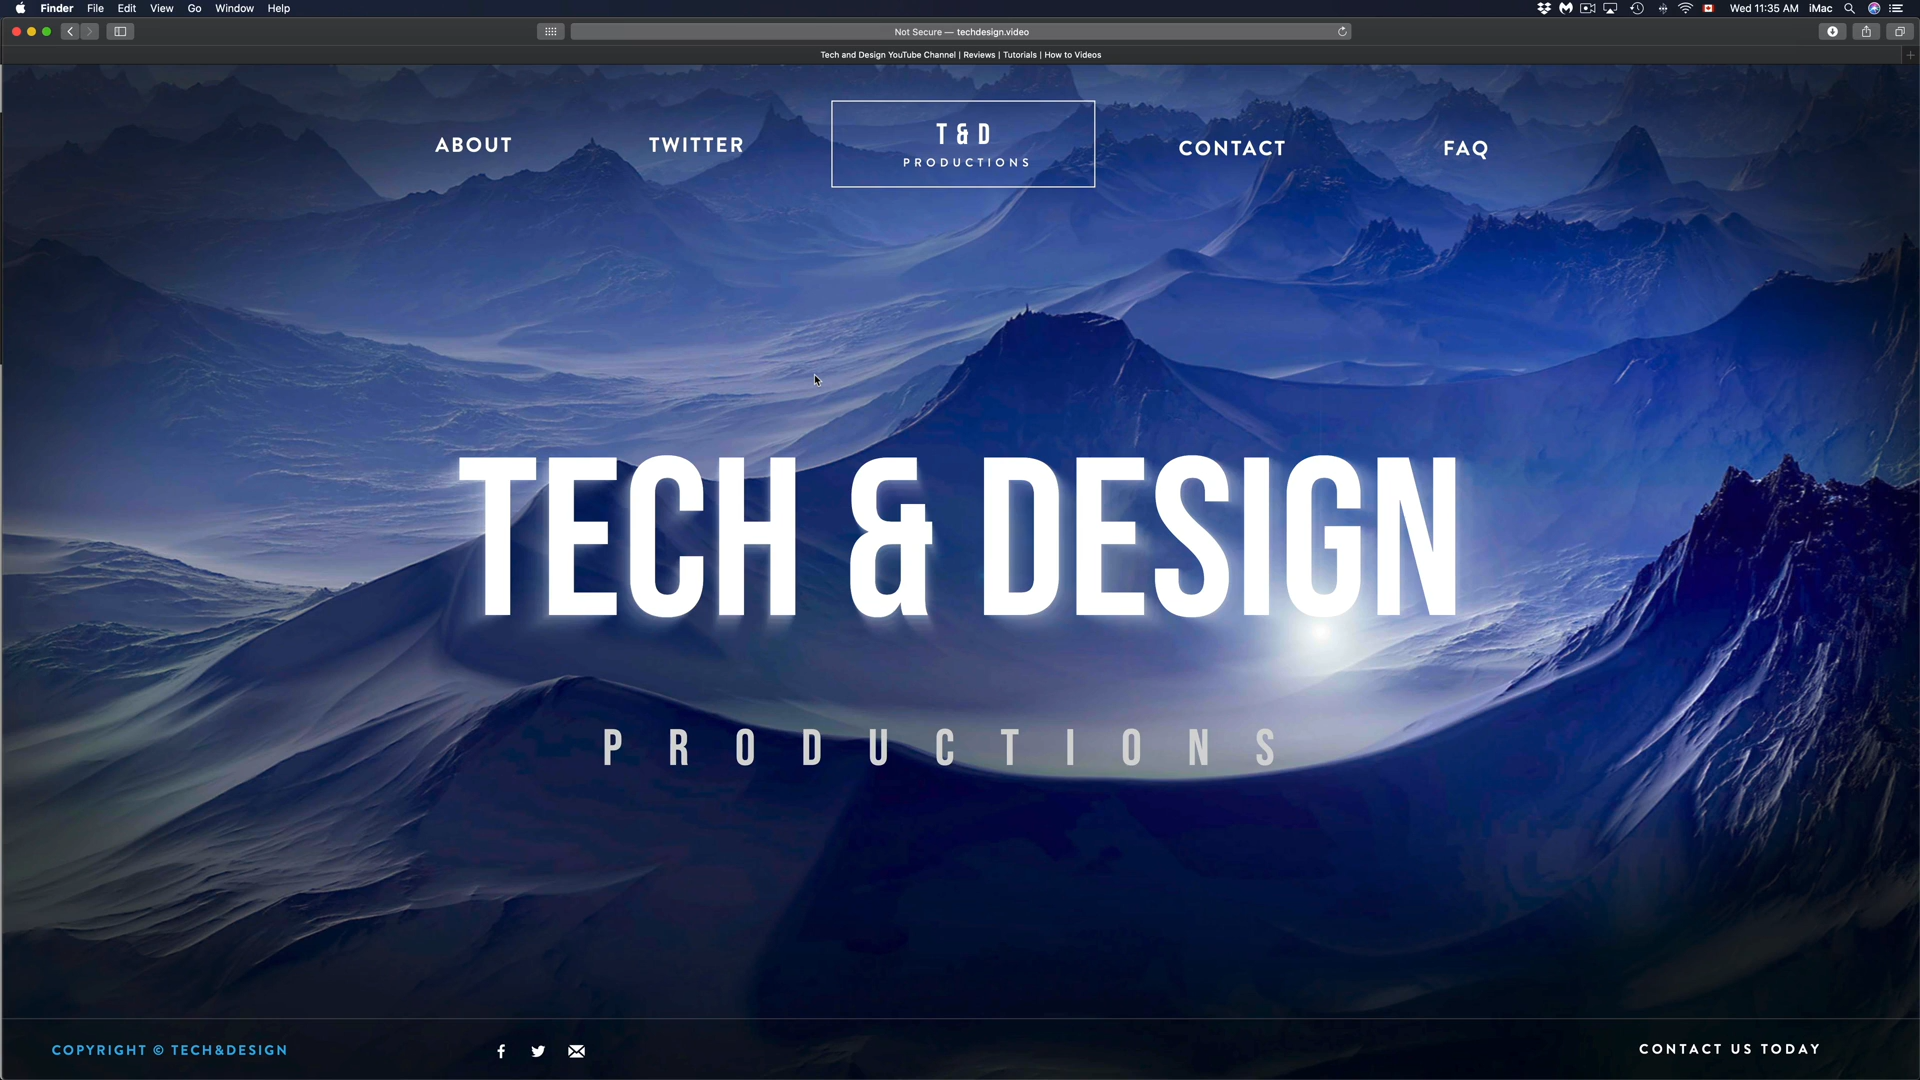 Finder File Edit View Go Window Help
Wed 11:35 AM iMac
Not Secure — techdesign.video
Tech and Design YouTube Channel | Reviews | Tutorials | How to Videos
ABOUT
TWITTER
T & D
PRODUCTIONS
CONTACT
FAQ
TECH & DESIGN
PRODUCTIONS
COPYRIGHT © TECH&DESIGN
CONTACT US TODAY